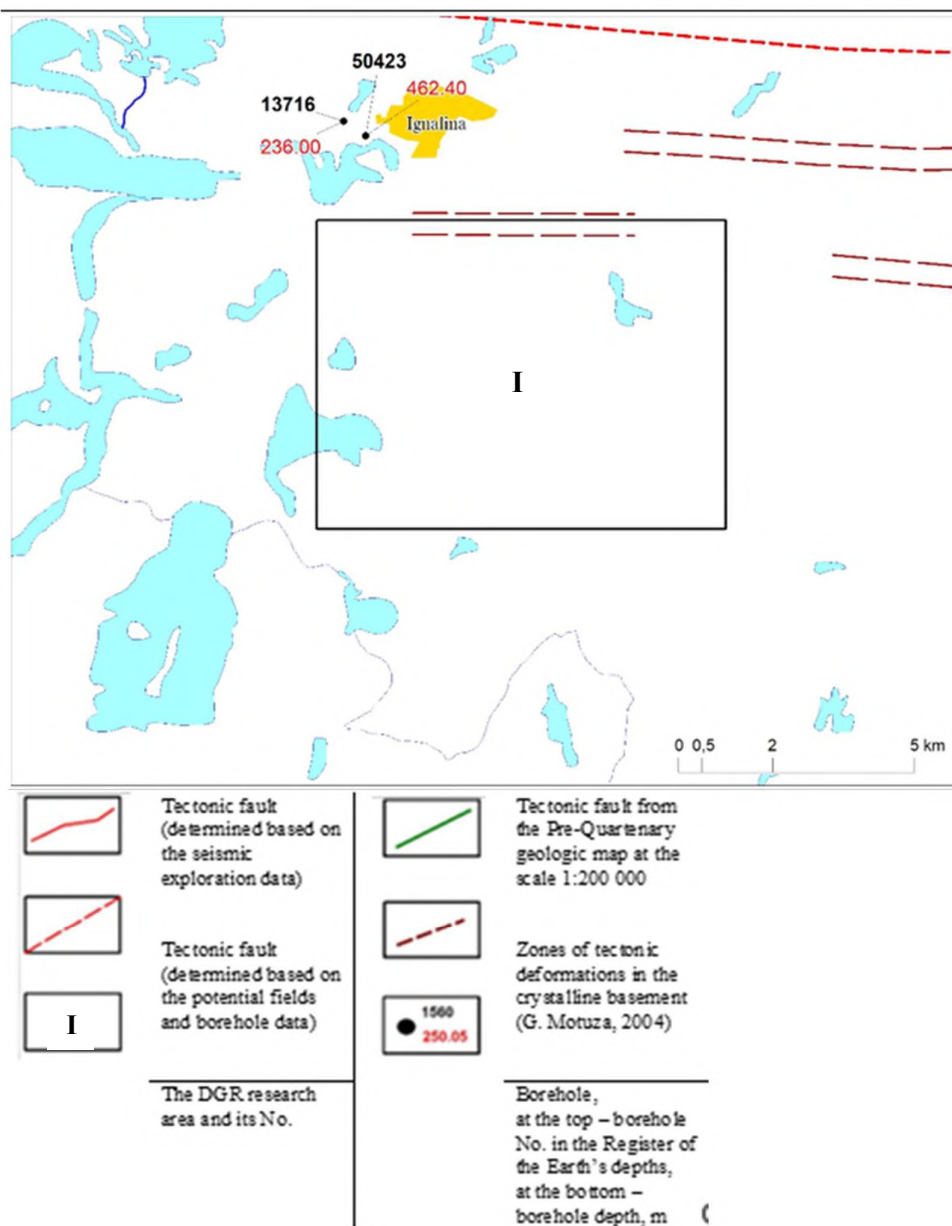 50423
462.40
13716
Ignalina
236.00
I
0 0,5 2 5 km
Tectonic fault
(determined based on
the seismic
exploration data)
Tectonic fault
(determined based on
the potential fields
and borehole data)
I
The DGR research
area and its No.
Tectonic fault from
the Pre-Quartenary
geologic map at the
scale 1:200 000
Zones of tectonic
deformations in the
crystalline basement
(G. Motuza, 2004)
1560
250.05
Borehole,
at the top – borehole
No. in the Register of
the Earth's depths,
at the bottom –
borehole depth, m